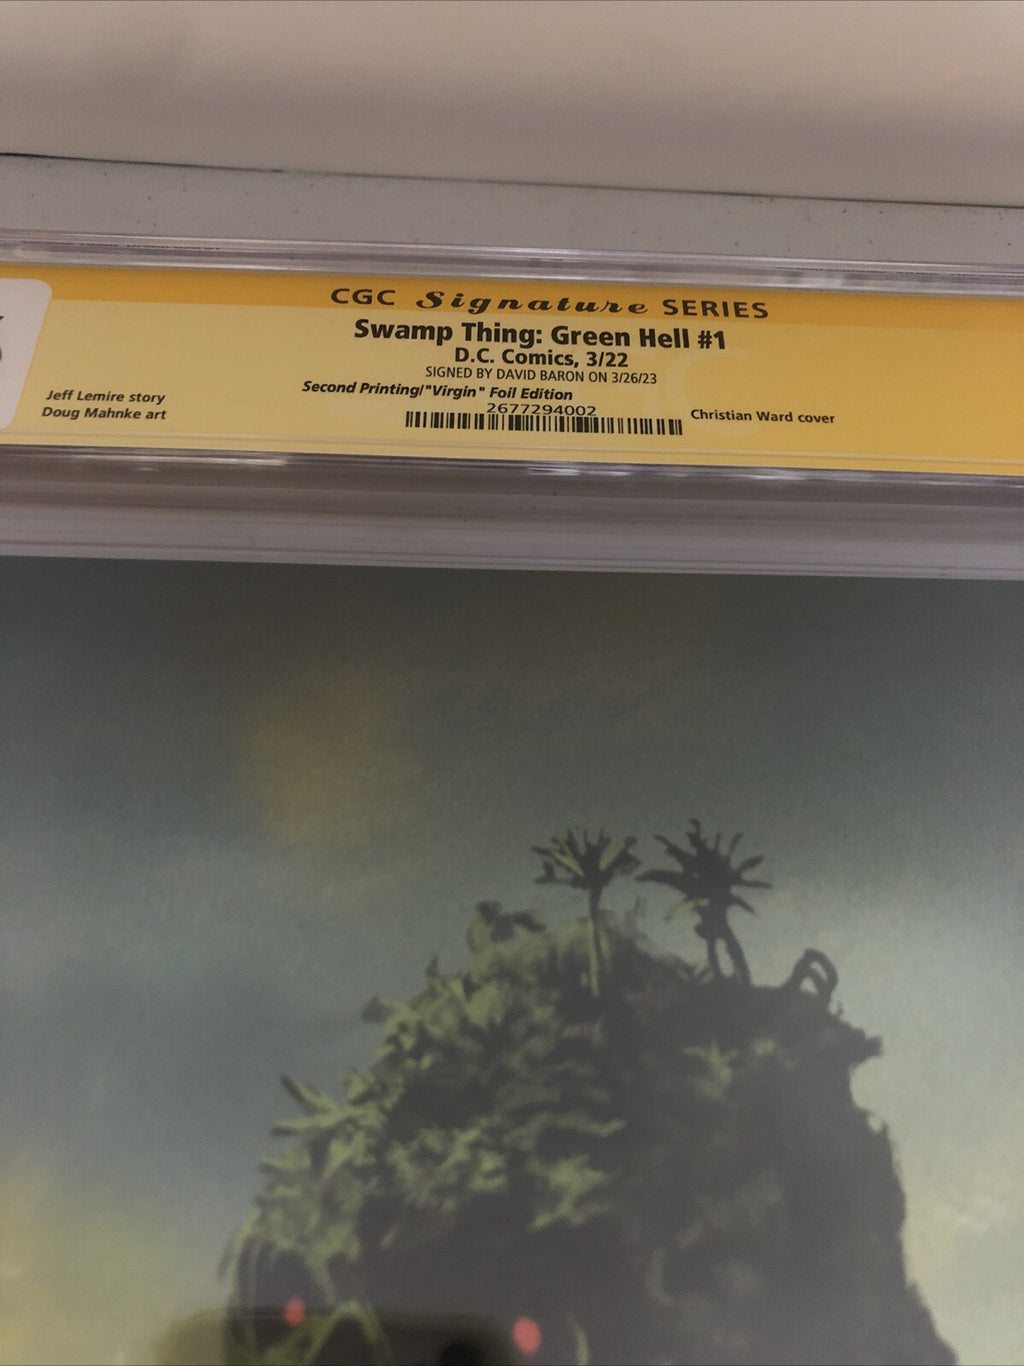 CGC Signature SERIES
Swamp Thing: Green Hell #1
D.C. Comics, 3/22
SIGNED BY DAVID BARON ON 3/26/23
Second Printing/"Virgin" Foil Edition
2677294002
Jeff Lemire story
Doug Mahnke art
Christian Ward cover